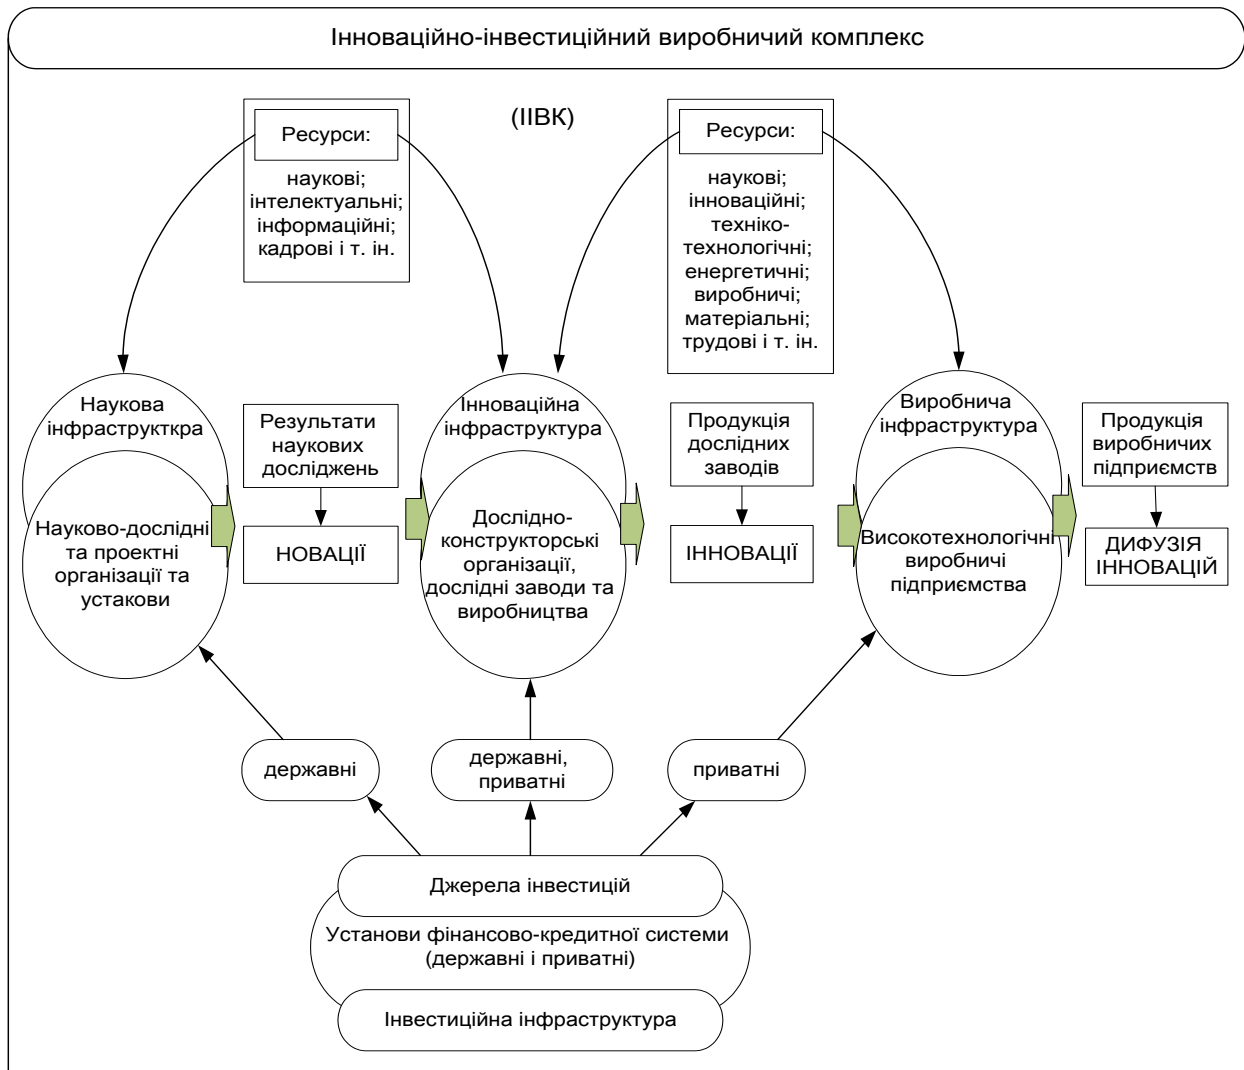 Інноваційно-інвестиційний виробничий комплекс
(ІІВК)
Ресурси:
наукові;
інтелектуальні;
інформаційні;
кадрові і т. ін.
Ресурси:
наукові;
інноваційні;
техніко-
технологічні;
енергетичні;
виробничі;
матеріальні;
трудові і т. ін.
Наукова
інфраструкткра
Науково-дослідні
та проектні
організації та
устакови
Результати
наукових
досліджень
НОВАЦІЇ
Інноваційна
інфраструктура
Дослідно-
конструкторські
організації,
дослідні заводи та
виробництва
Продукція
дослідних
заводів
ІННОВАЦІЇ
Виробнича
інфраструктура
Високотехнологічні
виробничі
підприємства
Продукція
виробничих
підприємств
ДИФУЗІЯ
ІННОВАЦІЙ
державні
державні,
приватні
приватні
Джерела інвестицій
Установи фінансово-кредитної системи
(державні і приватні)
Інвестиційна інфраструктура